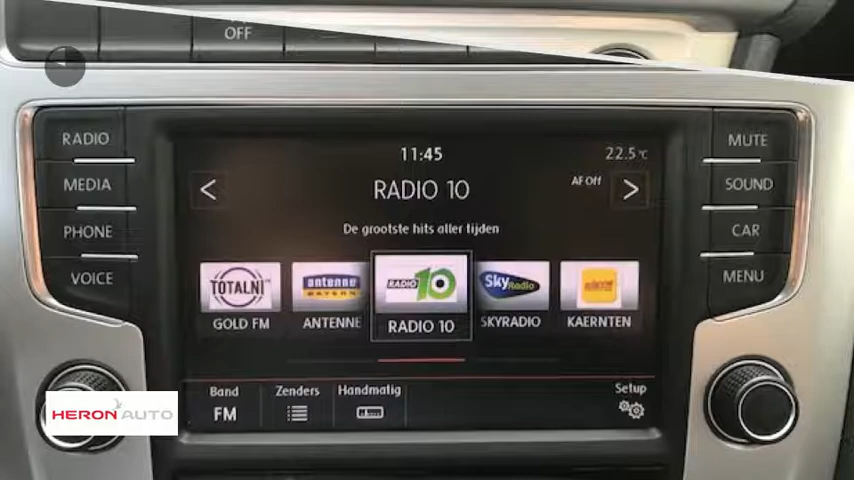 OFF
RADIO
MEDIA
PHONE
VOICE
11:45
22.5°C
RADIO 10
AF Off
De grootste hits aller tijden
TOTALNI
antenne
BAYERN
RADIO 10
Sky Radio
GOLD FM
ANTENNE
RADIO 10
SKYRADIO
KAERNTEN
Band
FM
Zenders
Handmatig
Setup
MUTE
SOUND
CAR
MENU
HERON AUTO